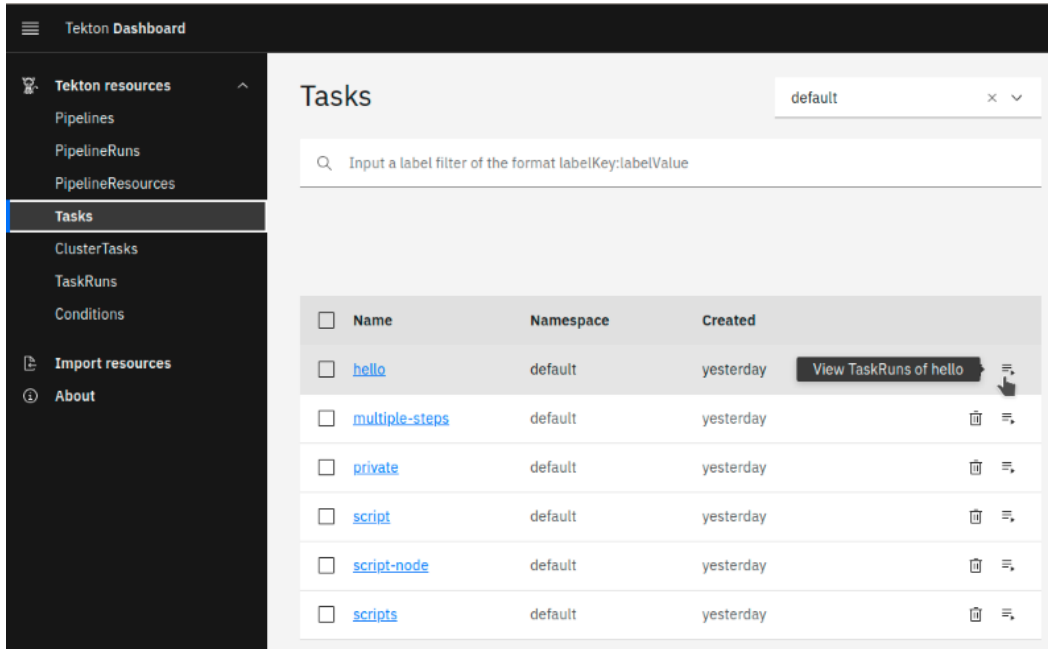 Tekton Dashboard
Tekton resources
Pipelines
PipelineRuns
PipelineResources
Tasks
ClusterTasks
TaskRuns
Conditions
Import resources
About
Tasks
default
Input a label filter of the format labelKey:labelValue
Name Namespace Created
hello default yesterday View TaskRuns of hello
multiple-steps default yesterday
private default yesterday
script default yesterday
script-node default yesterday
scripts default yesterday